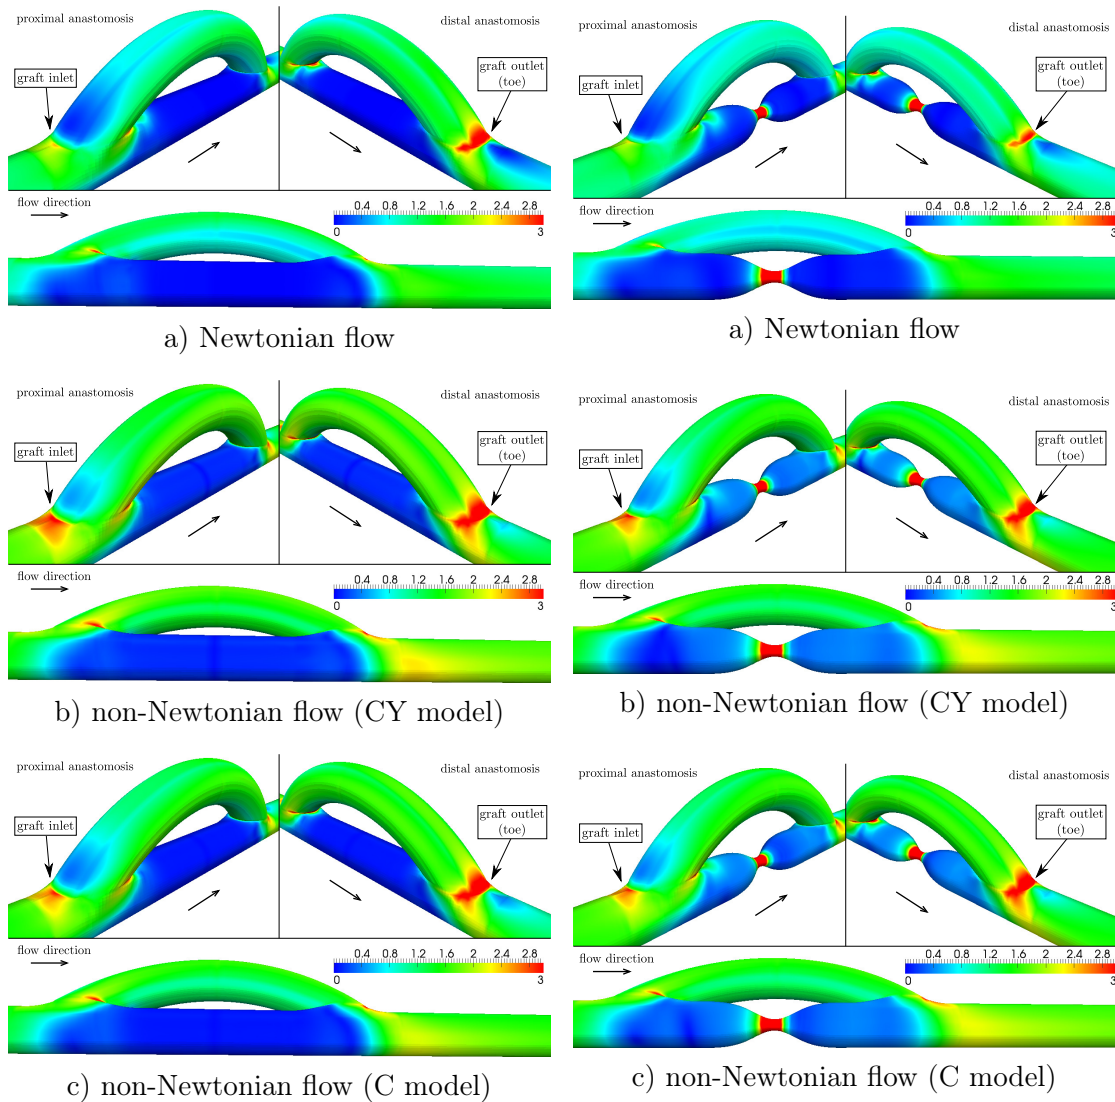 proximal anastomosis
distal anastomosis
graft inlet
graft outlet
(toe)
flow direction
0.4 0.8 1.2 1.6 2 2.4 2.8
0 3
a) Newtonian flow
proximal anastomosis
distal anastomosis
graft inlet
graft outlet
(toe)
flow direction
0.4 0.8 1.2 1.6 2 2.4 2.8
0 3
a) Newtonian flow
proximal anastomosis
distal anastomosis
graft inlet
graft outlet
(toe)
flow direction
0.4 0.8 1.2 1.6 2 2.4 2.8
0 3
b) non-Newtonian flow (CY model)
proximal anastomosis
distal anastomosis
graft inlet
graft outlet
(toe)
flow direction
0.4 0.8 1.2 1.6 2 2.4 2.8
0 3
b) non-Newtonian flow (CY model)
proximal anastomosis
distal anastomosis
graft inlet
graft outlet
(toe)
flow direction
0.4 0.8 1.2 1.6 2 2.4 2.8
0 3
c) non-Newtonian flow (C model)
proximal anastomosis
distal anastomosis
graft inlet
graft outlet
(toe)
flow direction
0.4 0.8 1.2 1.6 2 2.4 2.8
0 3
c) non-Newtonian flow (C model)